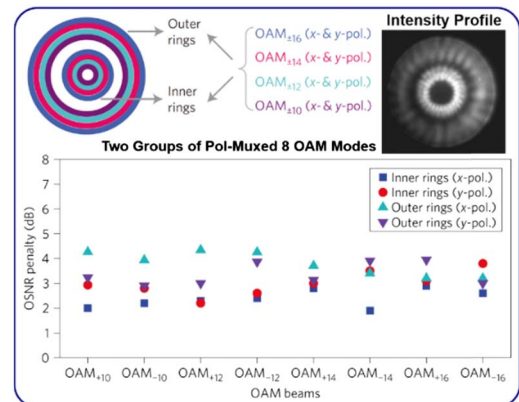 Outer
rings
Inner
rings
OAM±16 (x- & y-pol.)
OAM±14 (x- & y-pol.)
OAM±12 (x- & y-pol.)
OAM±10 (x- & y-pol.)
Intensity Profile
Two Groups of Pol-Muxed 8 OAM Modes
OSNR penalty (dB)
8
7
6
5
4
3
2
1
0
Inner rings (x-pol.)
Inner rings (y-pol.)
Outer rings (x-pol.)
Outer rings (y-pol.)
OAM+10 OAM−10 OAM+12 OAM−12 OAM+14 OAM−14 OAM+16 OAM−16
OAM beams